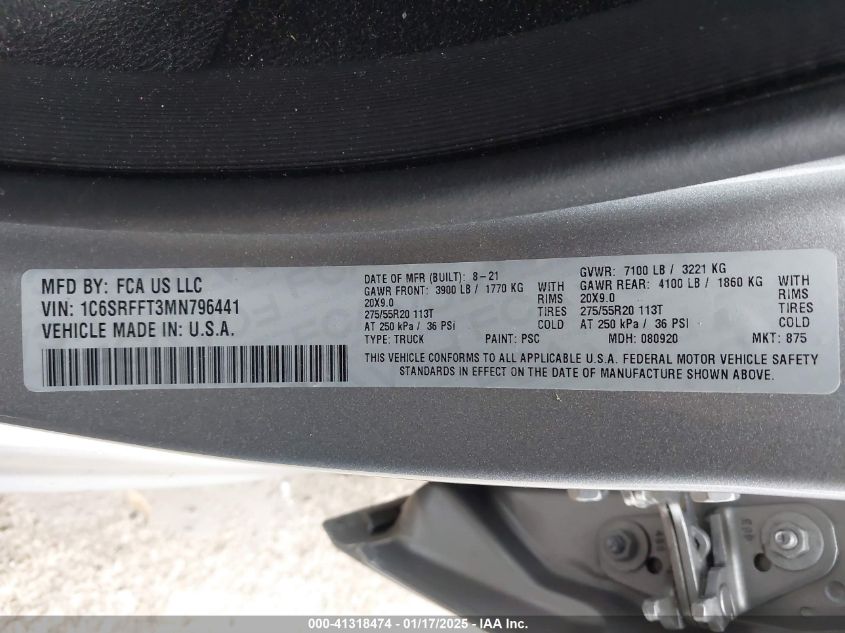 MFD BY: FCA US LLC
VIN: 1C6SRFFT3MN796441
VEHICLE MADE IN: U.S.A.
DATE OF MFR (BUILT): 8-21
GAWR FRONT: 3900 LB / 1770 KG WITH
20X9.0 RIMS
275/55R20 113T TIRES
AT 250 kPa / 36 PSi COLD
TYPE: TRUCK PAINT: PSC
GVWR: 7100 LB / 3221 KG
GAWR REAR: 4100 LB / 1860 KG WITH
20X9.0 RIMS
275/55R20 113T TIRES
AT 250 kPa / 36 PSi COLD
MDH: 080920 MKT: 875
THIS VEHICLE CONFORMS TO ALL APPLICABLE U.S.A. FEDERAL MOTOR VEHICLE SAFETY
STANDARDS IN EFFECT ON THE DATE OF MANUFACTURE SHOWN ABOVE.
000-41318474 - 01/17/2025 - IAAI.com